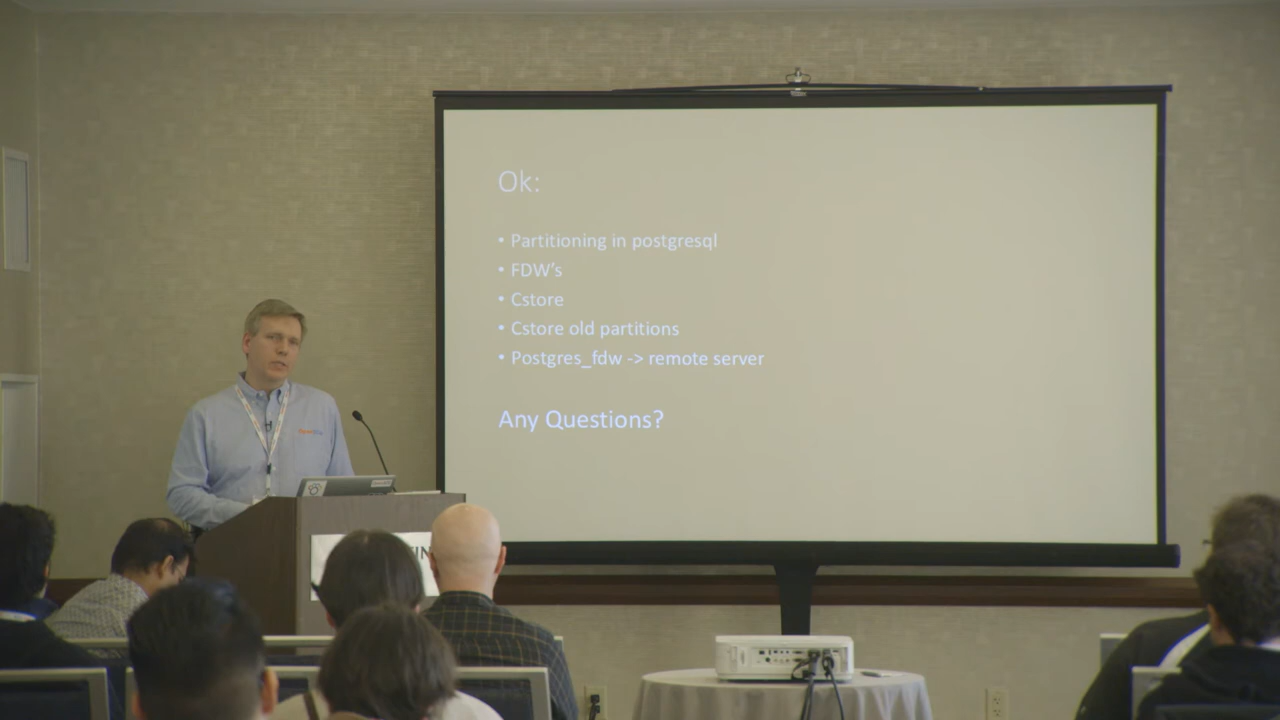 Ok:
• Partitioning in postgresql
• FDW's
• Cstore
• Cstore old partitions
• Postgres_fdw -> remote server
Any Questions?